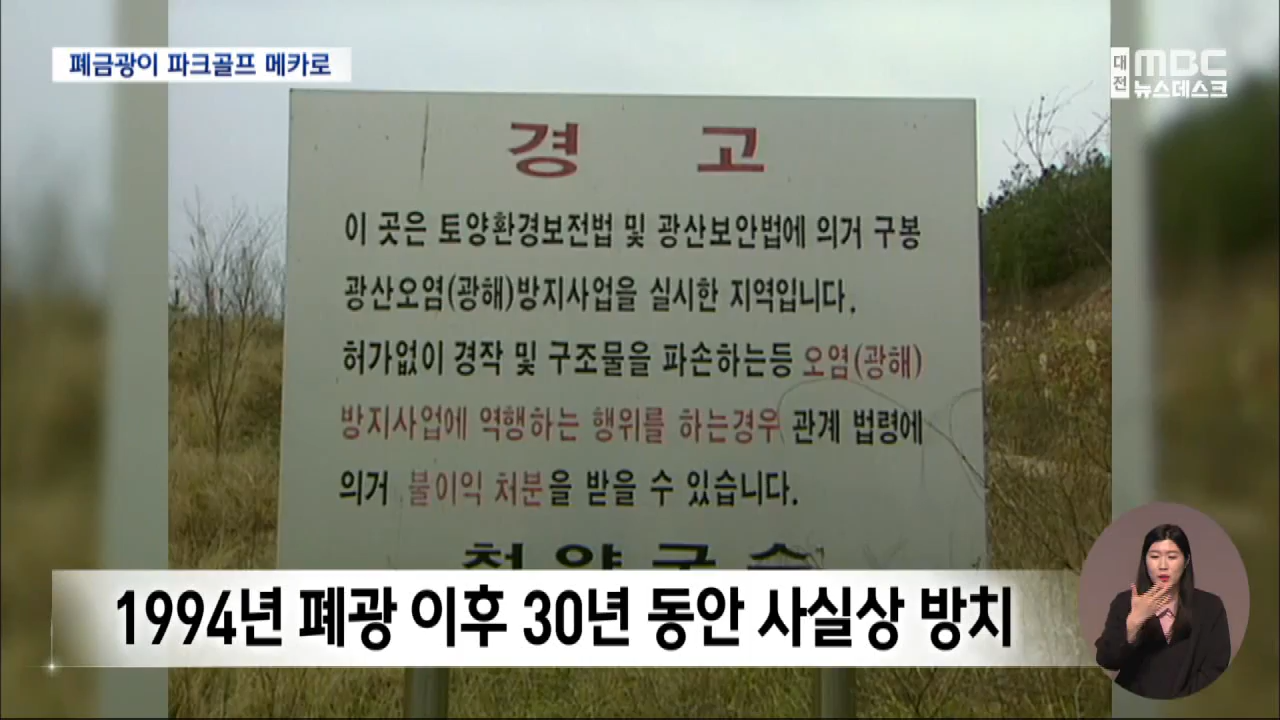 폐금광이 파크골프 메카로
대전 MBC
뉴스데스크
경 고
이 곳은 토양환경보전법 및 광산보안법에 의거 구봉
광산오염(광해)방지사업을 실시한 지역입니다.
허가없이 경작 및 구조물을 파손하는등 오염(광해)
방지사업에 역행하는 행위를 하는경우 관계 법령에
의거 불이익 처분을 받을 수 있습니다.
1994년 폐광 이후 30년 동안 사실상 방치